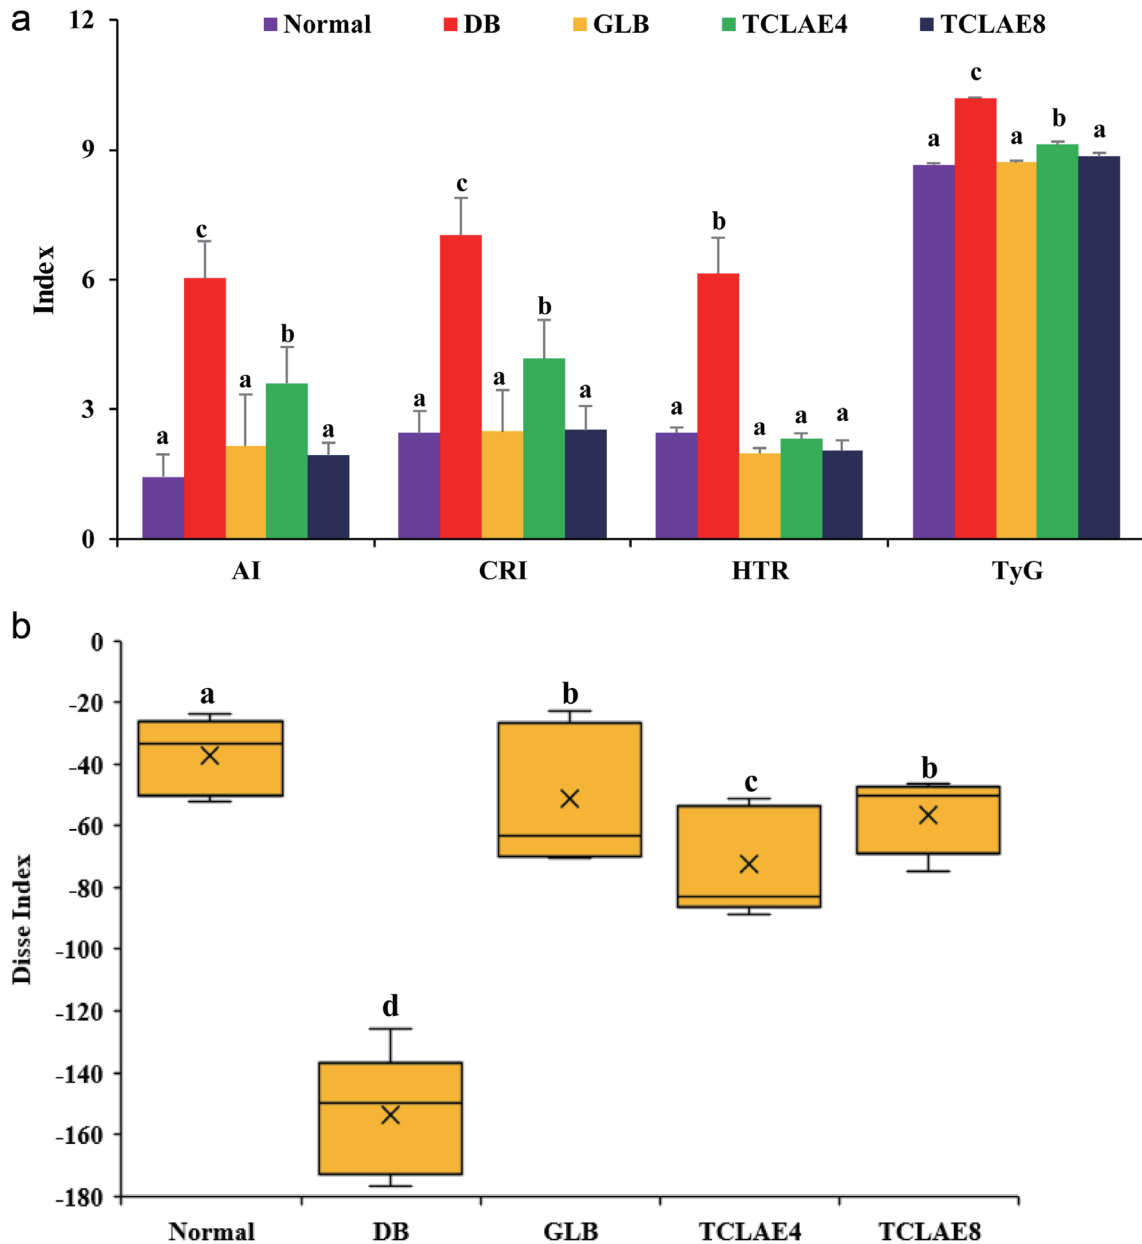 a
12
Normal DB GLB TCLAE4 TCLAE8
c
a a b a
9
c c
b
6
b b
a a a a a a a a a
3
a
0
Index
AI CRI HTR TyG
b
0
-20
a b
-40
c b
-60
-80
-100
d
-120
-140
-160
-180
Disse Index
Normal DB GLB TCLAE4 TCLAE8